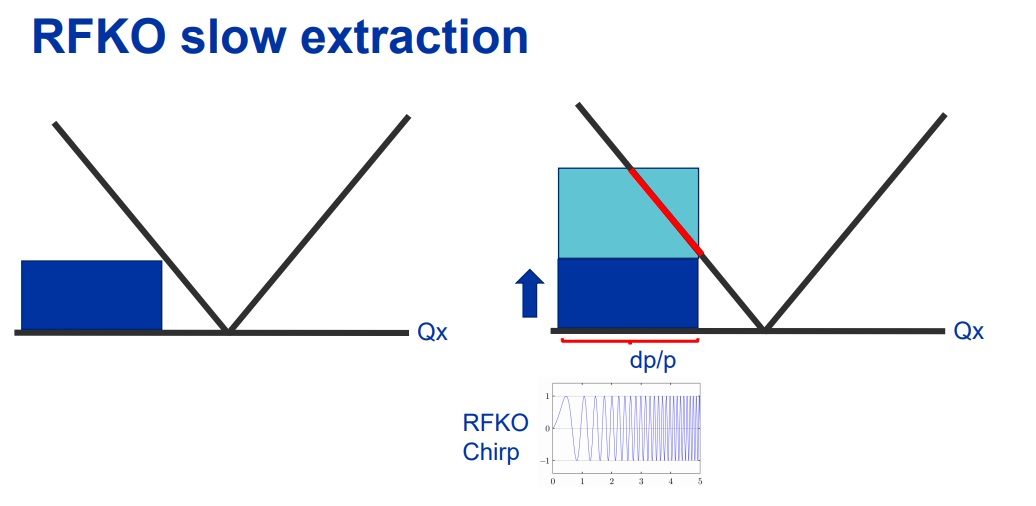 RFKO slow extraction
Qx
Qx
dp/p
RFKO
Chirp
1
0
−1
0 1 2 3 4 5